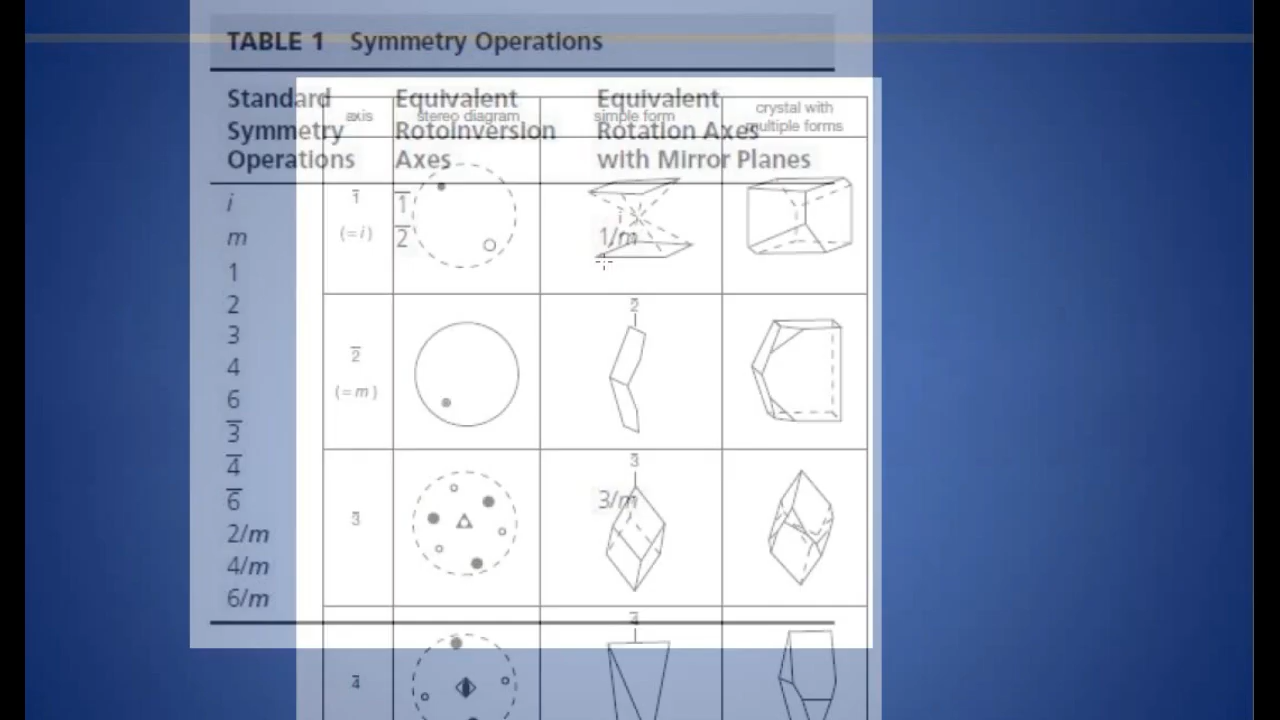 TABLE 1 Symmetry Operations
Standard Symmetry Operations
Equivalent Rotoinversion Axes
Equivalent Rotation Axes with Mirror Planes
i 1̅
m 2̅ 1/m
1
2
3
4
6
3̅
4̅
6̅ 3/m
2/m
4/m
6/m
axis stereo diagram simple form crystal with multiple forms
1̅ i
(= i)
2̅
2̅
(= m)
3̅
3̅
4̅
4̅